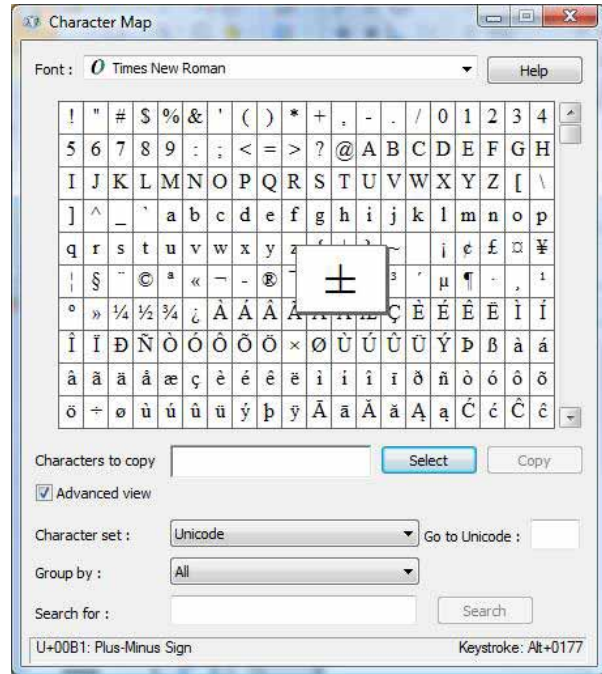 Character Map
Font : O Times New Roman Help
! " # $ % & ' ( ) * + , - . / 0 1 2 3 4
5 6 7 8 9 : ; < = > ? @ A B C D E F G H
I J K L M N O P Q R S T U V W X Y Z [ \
] ^ _ ` a b c d e f g h i j k l m n o p
q r s t u v w x y z ~ ¡ ¢ £ ¤ ¥
¦ § ¨ © ª « ¬ - ® ¯ ± ³ ´ µ ¶ · ¸ ¹
º » ¼ ½ ¾ ¿ À Á Â Ã Ä Å Æ Ç È É Ê Ë Ì Í
Î Ï Ð Ñ Ò Ó Ô Õ Ö × Ø Ù Ú Û Ü Ý Þ ß à á
â ã ä å æ ç è é ê ë ì í î ï ð ñ ò ó ô õ
ö ÷ ø ù ú û ü ý þ ÿ Ā ā Ă ă Ą ą Ć ć Ĉ ĉ
Characters to copy Select Copy
Advanced view
Character set : Unicode Go to Unicode :
Group by : All
Search for : Search
U+00B1: Plus-Minus Sign Keystroke: Alt+0177